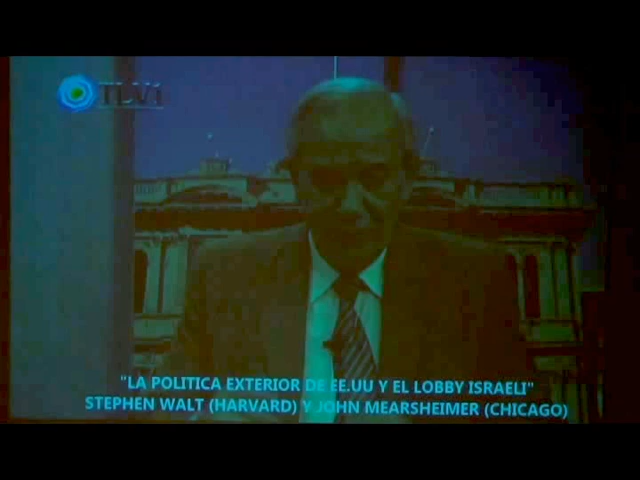 TLV1
"LA POLITICA EXTERIOR DE EE.UU Y EL LOBBY ISRAELI"
STEPHEN WALT (HARVARD) Y JOHN MEARSHEIMER (CHICAGO)